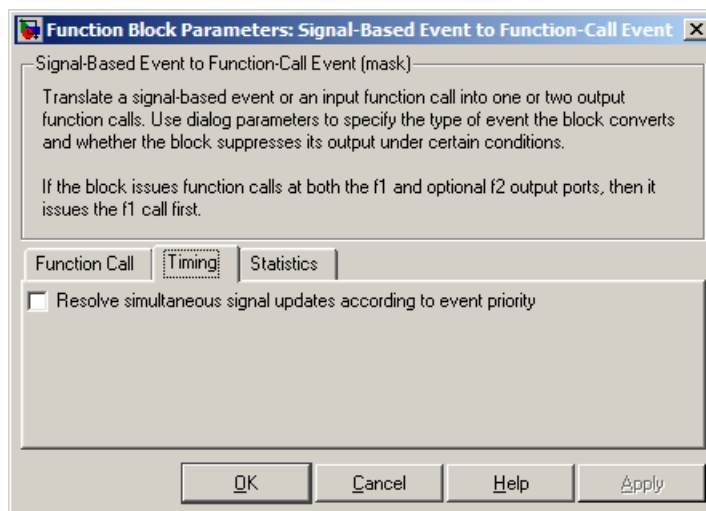 Function Block Parameters: Signal-Based Event to Function-Call Event
Signal-Based Event to Function-Call Event (mask)
Translate a signal-based event or an input function call into one or two output
function calls. Use dialog parameters to specify the type of event the block converts
and whether the block suppresses its output under certain conditions.
If the block issues function calls at both the f1 and optional f2 output ports, then it
issues the f1 call first.
Function Call
Timing
Statistics
Resolve simultaneous signal updates according to event priority
OK
Cancel
Help
Apply